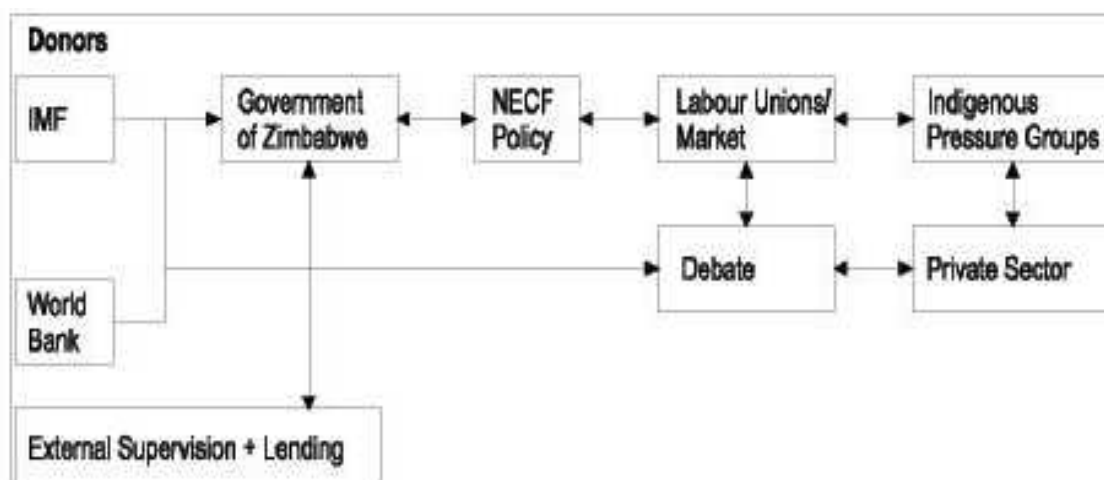 Donors
IMF
Government
of Zimbabwe
NECF
Policy
Labour Unions/
Market
Indigenous
Pressure Groups
Debate
Private Sector
World
Bank
External Supervision + Lending